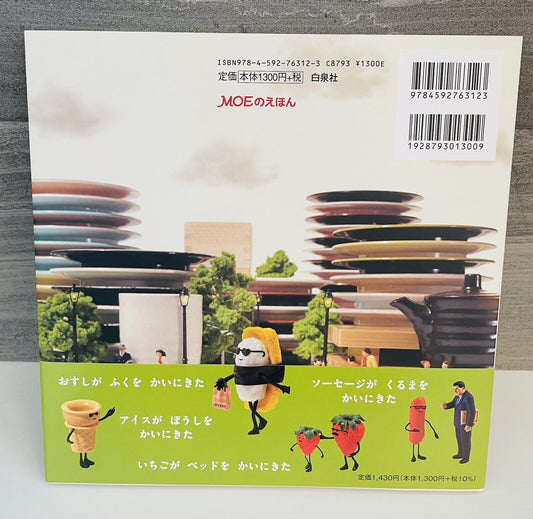 ISBN978-4-592-76312-3 C8793 ¥1300E
定価 本体1300円+税 白泉社
MOEのえほん
9784592763123
1928793013009
おすしが ふくを かいにきた
ソーセージが くるまを
かいにきた
アイスが ぼうしを
かいにきた
いちごが ベッドを かいにきた
定価1,430円(本体1,300円+税10%)